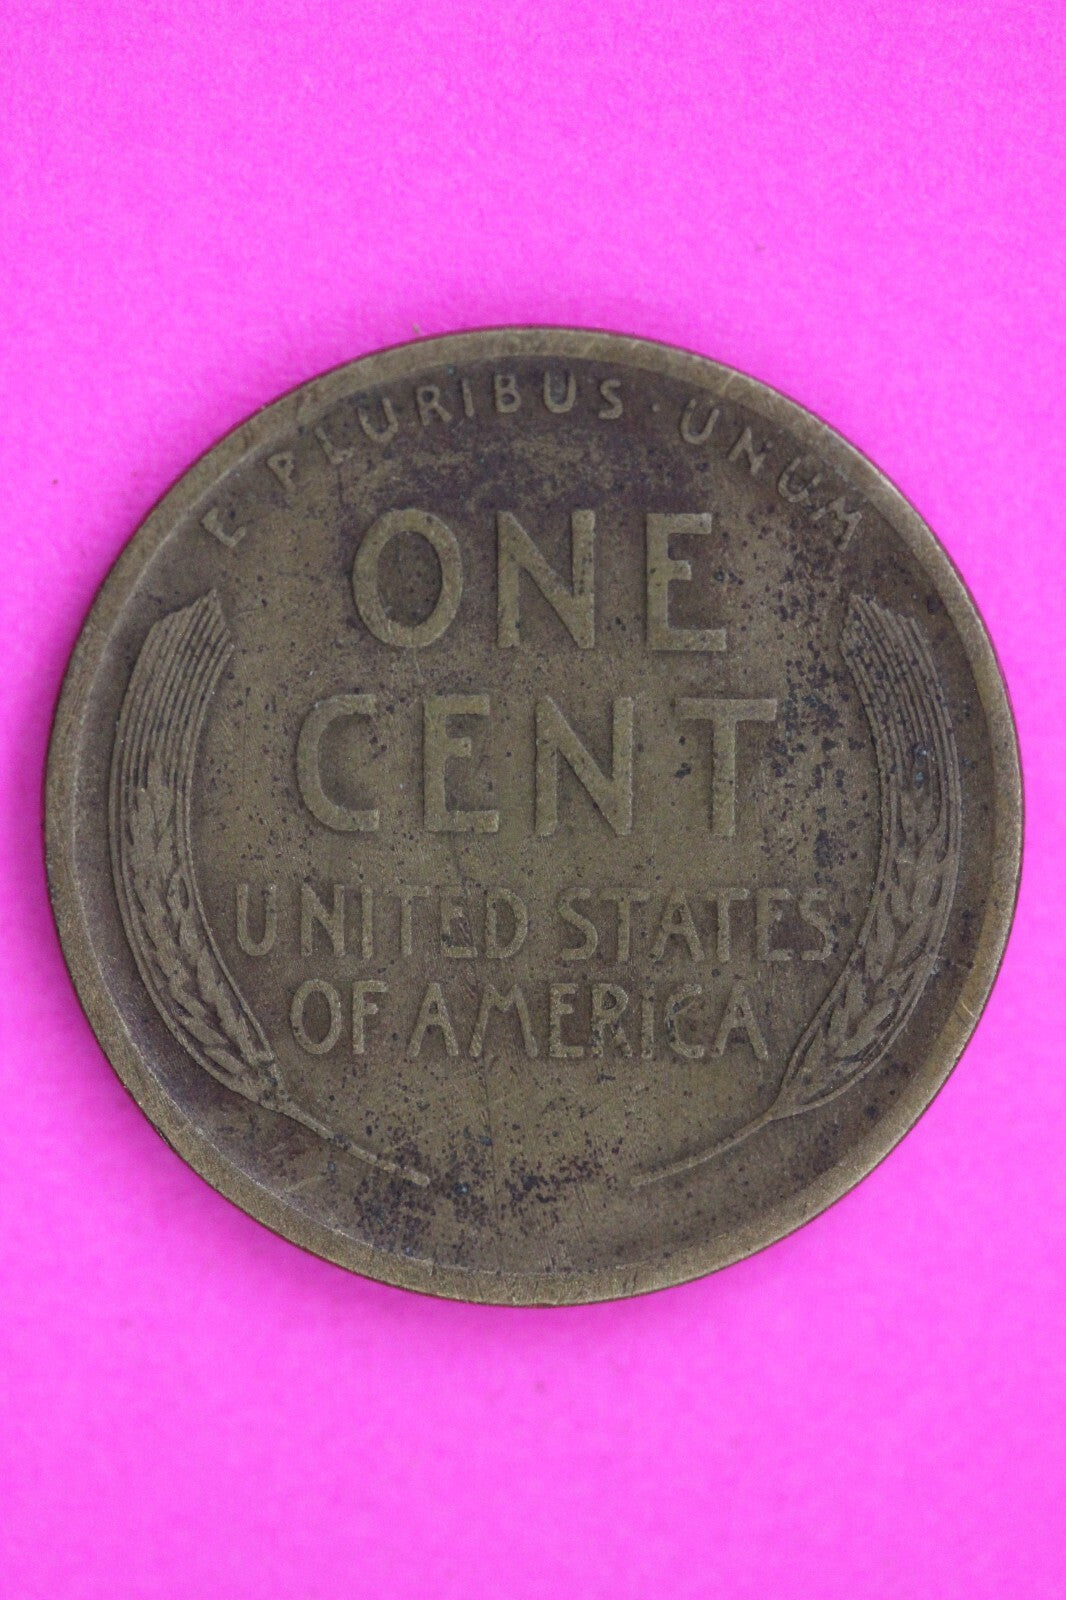 E PLURIBUS · UNUM
ONE
CENT
UNITED STATES
OF AMERICA